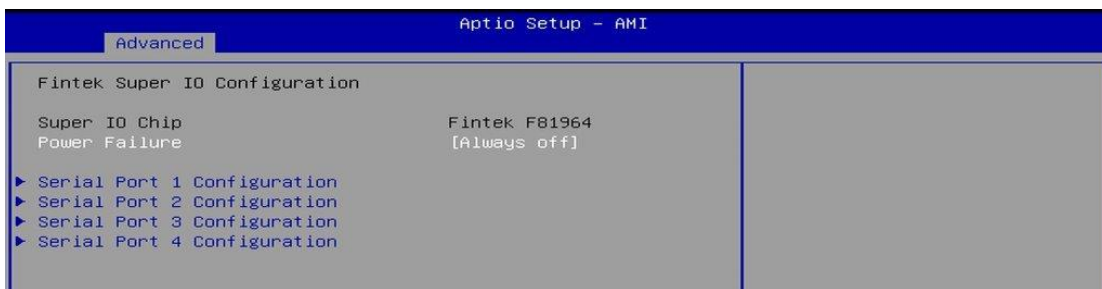 Aptio Setup – AMI
Advanced
Fintek Super IO Configuration
Super IO Chip Fintek F81964
Power Failure [Always off]
Serial Port 1 Configuration
Serial Port 2 Configuration
Serial Port 3 Configuration
Serial Port 4 Configuration